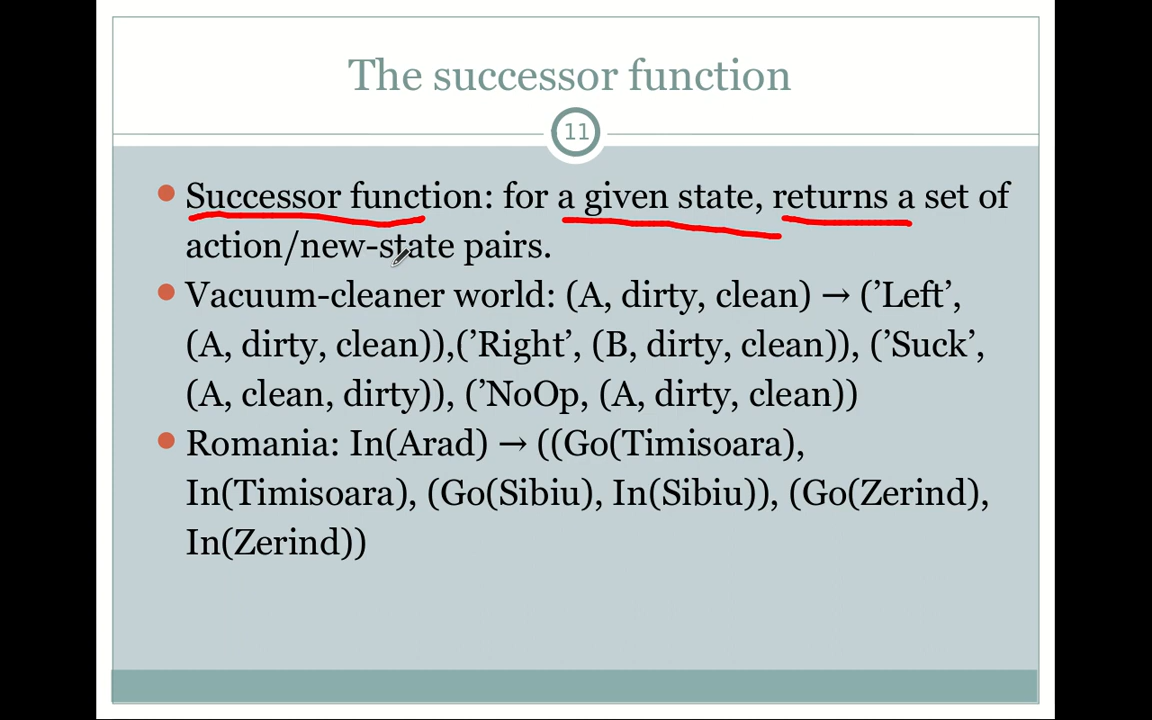 The successor function
11
Successor function: for a given state, returns a set of
action/new-state pairs.
Vacuum-cleaner world: (A, dirty, clean) → (’Left’,
(A, dirty, clean)),(’Right’, (B, dirty, clean)), (’Suck’,
(A, clean, dirty)), (’NoOp, (A, dirty, clean))
Romania: In(Arad) → ((Go(Timisoara),
In(Timisoara), (Go(Sibiu), In(Sibiu)), (Go(Zerind),
In(Zerind))